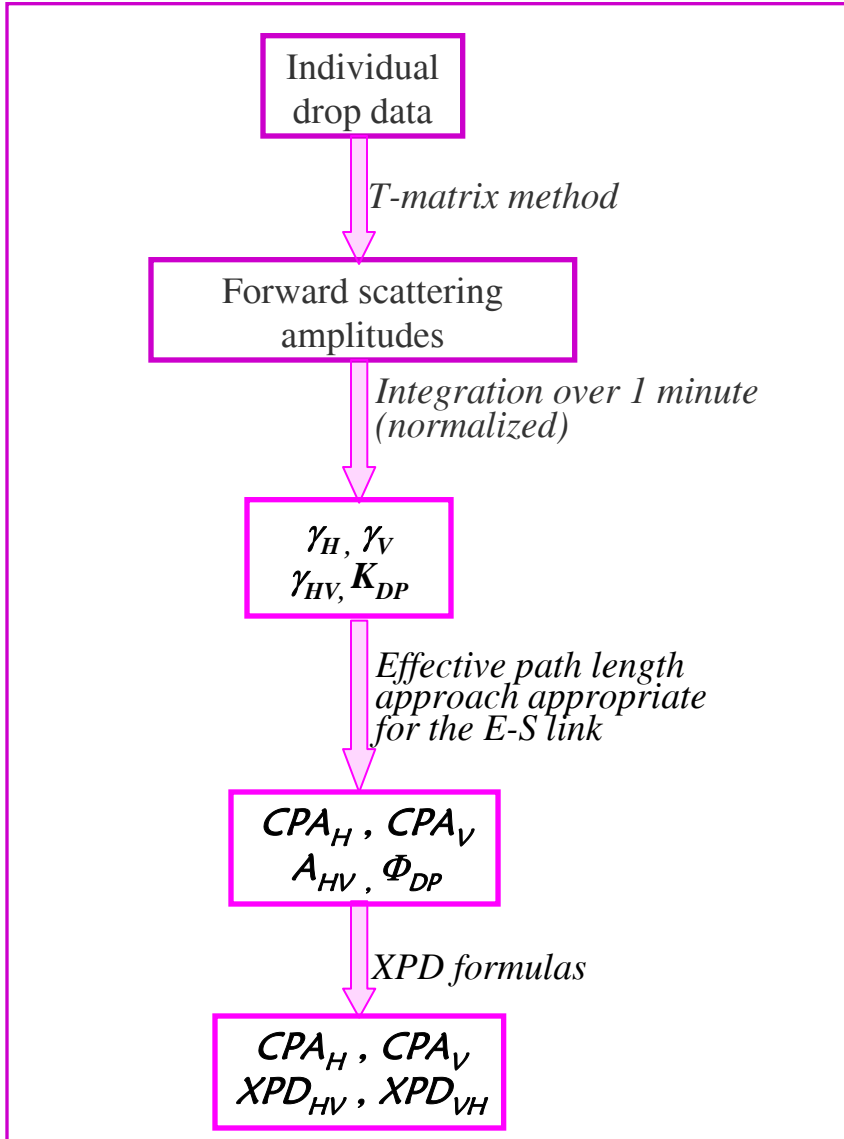 Individual
drop data
T-matrix method
Forward scattering
amplitudes
Integration over 1 minute
(normalized)
γH, γV
γHV, KDP
Effective path length
approach appropriate
for the E-S link
CPAH , CPAV
AHV , ΦDP
XPD formulas
CPAH , CPAV
XPDHV , XPDVH